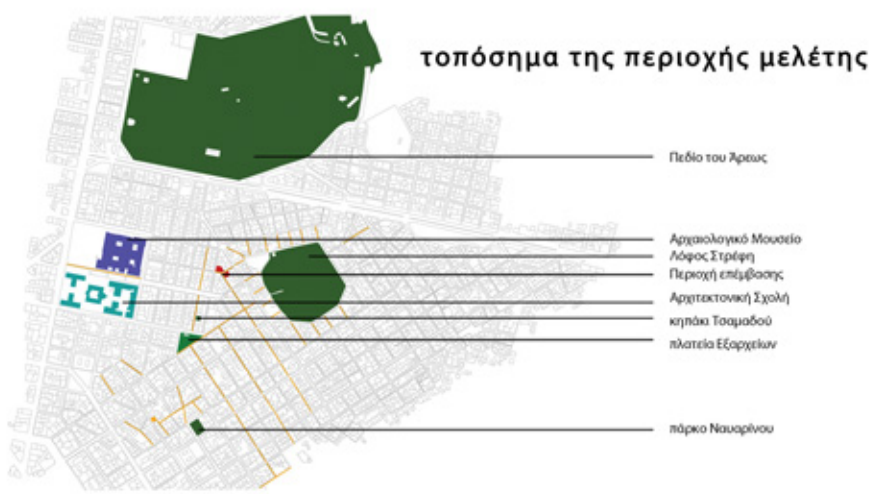 τοπόσημα της περιοχής μελέτης
Πεδίο του Άρεως
Αρχαιολογικό Μουσείο
Λόφος Στρέφη
Περιοχή επέμβασης
Αρχιτεκτονική Σχολή
κηπάκι Τσαμαδού
πλατεία Εξαρχείων
πάρκο Ναυαρίνου